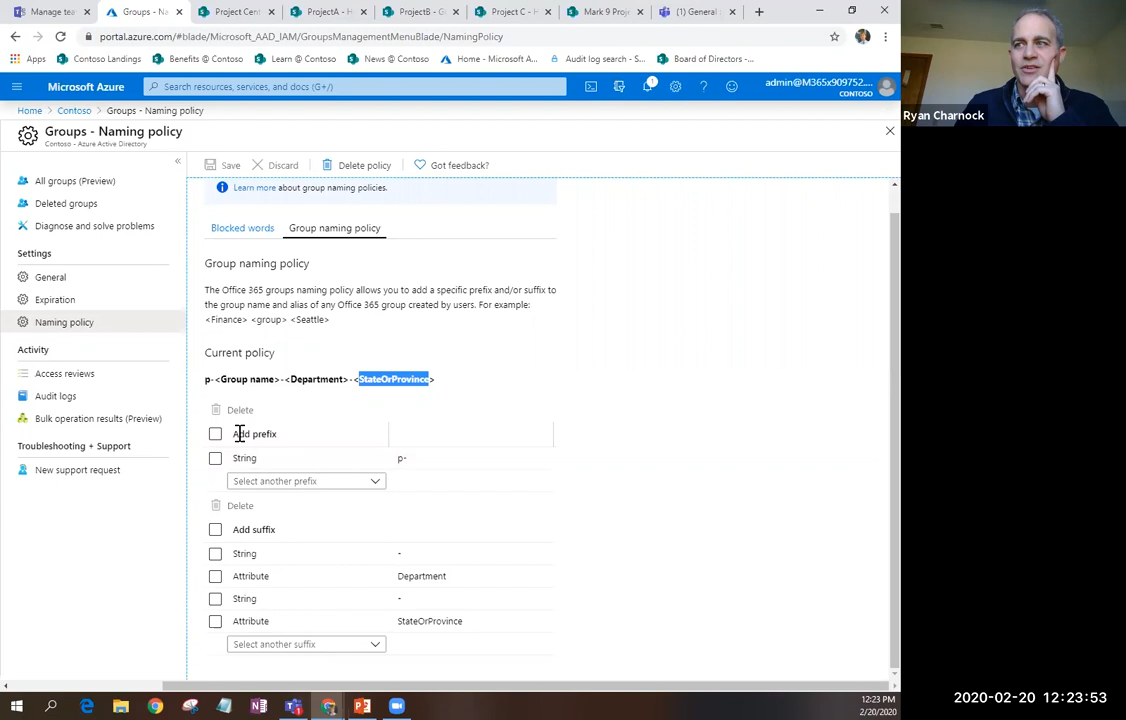 Manage tea
Groups - Na
Project Cent
ProjectA - H
ProjectB - G
Project C - H
Mark 9 Proj
(1) General
portal.azure.com/#blade/Microsoft_AAD_IAM/GroupsManagementMenuBlade/NamingPolicy
Apps
Contoso Landings
Benefits @ Contoso
Learn @ Contoso
News @ Contoso
Home - Microsoft A...
Audit log search - S...
Board of Directors -...
Microsoft Azure
Search resources, services, and docs (G+/)
1
admin@M365x909752...
CONTOSO
Home > Contoso > Groups - Naming policy
Groups - Naming policy
Contoso - Azure Active Directory
Ryan Charnock
Save
Discard
Delete policy
Got feedback?
All groups (Preview)
Deleted groups
Diagnose and solve problems
Settings
General
Expiration
Naming policy
Activity
Access reviews
Audit logs
Bulk operation results (Preview)
Troubleshooting + Support
New support request
Learn more about group naming policies.
Blocked words
Group naming policy
Group naming policy
The Office 365 groups naming policy allows you to add a specific prefix and/or suffix to
the group name and alias of any Office 365 group created by users. For example:
<Finance> <group> <Seattle>
Current policy
p-<Group name>-<Department>-<StateOrProvince>
Delete
Add prefix
String p-
Select another prefix
Delete
Add suffix
String -
Attribute Department
String -
Attribute StateOrProvince
Select another suffix
12:23 PM
2/20/2020
2020-02-20 12:23:53